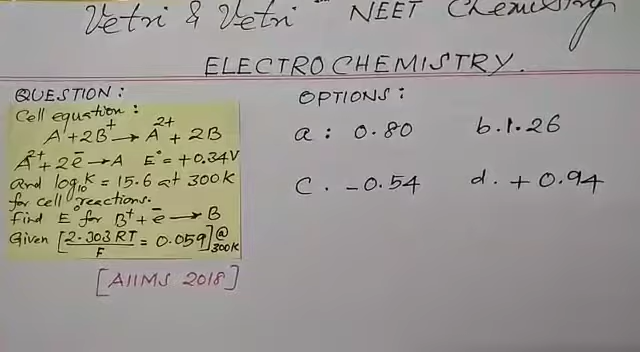 Vetri & Vetri NEET Chemistry
ELECTROCHEMISTRY.
QUESTION:
Cell equation:
A + 2B⁺ → A²⁺ + 2B
A²⁺ + 2e̅ → A E° = +0.34V
and log₁₀K = 15.6 at 300K
for cell reactions.
Find E° for B⁺ + e̅ → B
Given [2.303 RT/F = 0.059]@300K
[AIIMS 2018]
OPTIONS:
a: 0.80 b. 1.26
c. -0.54 d. +0.94